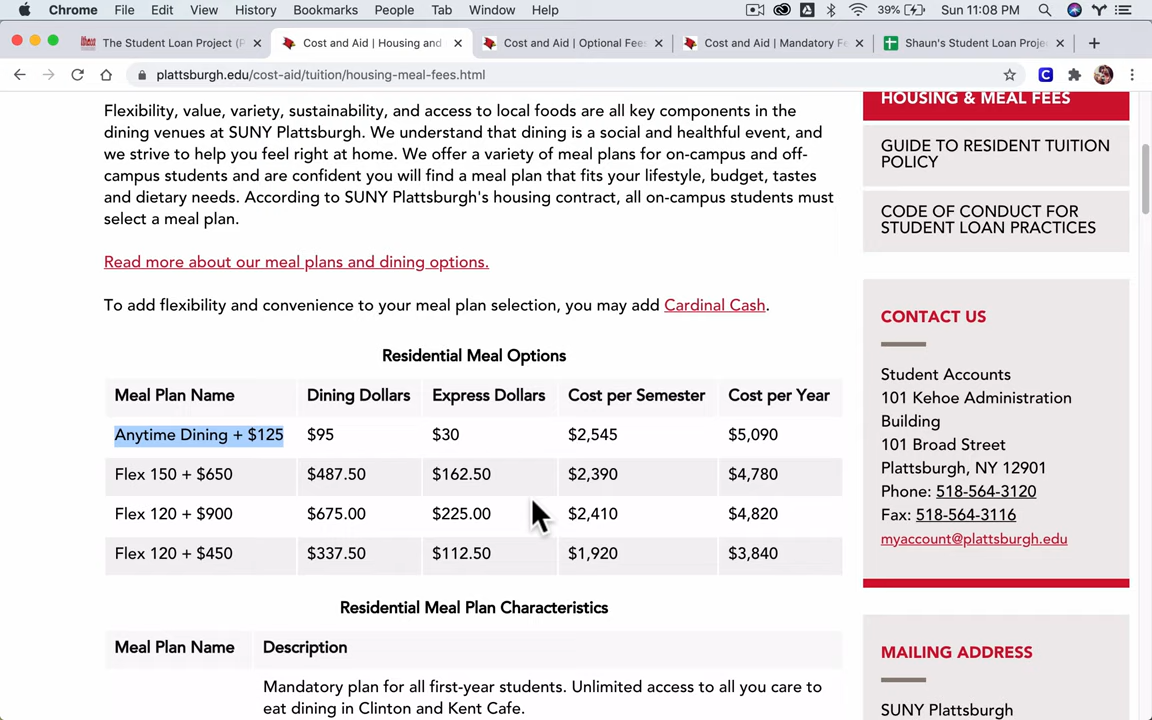 Chrome File Edit View History Bookmarks People Tab Window Help 39% Sun 11:08 PM
The Student Loan Project (P Cost and Aid | Housing and Cost and Aid | Optional Fees Cost and Aid | Mandatory F Shaun's Student Loan Proje
plattsburgh.edu/cost-aid/tuition/housing-meal-fees.html
Flexibility, value, variety, sustainability, and access to local foods are all key components in the
dining venues at SUNY Plattsburgh. We understand that dining is a social and healthful event, and
we strive to help you feel right at home. We offer a variety of meal plans for on-campus and off-
campus students and are confident you will find a meal plan that fits your lifestyle, budget, tastes
and dietary needs. According to SUNY Plattsburgh's housing contract, all on-campus students must
select a meal plan.
Read more about our meal plans and dining options.
To add flexibility and convenience to your meal plan selection, you may add Cardinal Cash.
Residential Meal Options
Meal Plan Name Dining Dollars Express Dollars Cost per Semester Cost per Year
Anytime Dining + $125 $95 $30 $2,545 $5,090
Flex 150 + $650 $487.50 $162.50 $2,390 $4,780
Flex 120 + $900 $675.00 $225.00 $2,410 $4,820
Flex 120 + $450 $337.50 $112.50 $1,920 $3,840
Residential Meal Plan Characteristics
Meal Plan Name Description
Mandatory plan for all first-year students. Unlimited access to all you care to
eat dining in Clinton and Kent Cafe.
HOUSING & MEAL FEES
GUIDE TO RESIDENT TUITION
POLICY
CODE OF CONDUCT FOR
STUDENT LOAN PRACTICES
CONTACT US
Student Accounts
101 Kehoe Administration
Building
101 Broad Street
Plattsburgh, NY 12901
Phone: 518-564-3120
Fax: 518-564-3116
myaccount@plattsburgh.edu
MAILING ADDRESS
SUNY Plattsburgh